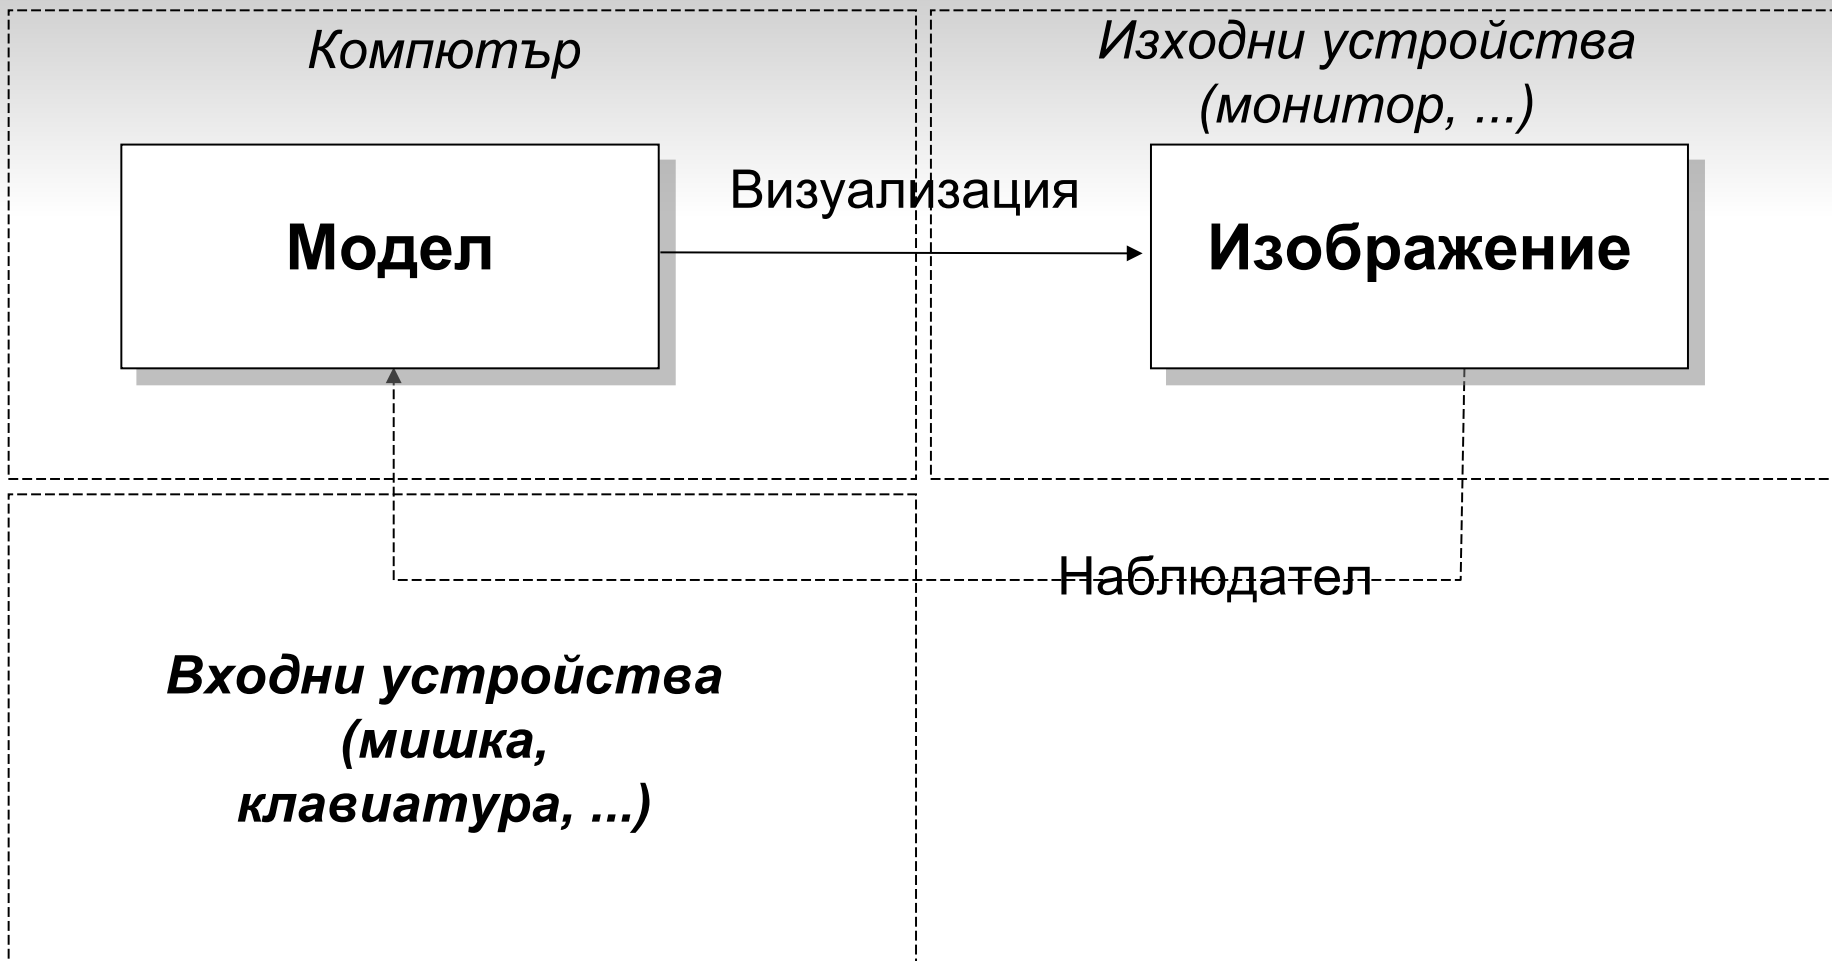 Компютър
Изходни устройства
(монитор, ...)
Визуализация
Модел
Изображение
Наблюдател
Входни устройства
(мишка,
клавиатура, ...)